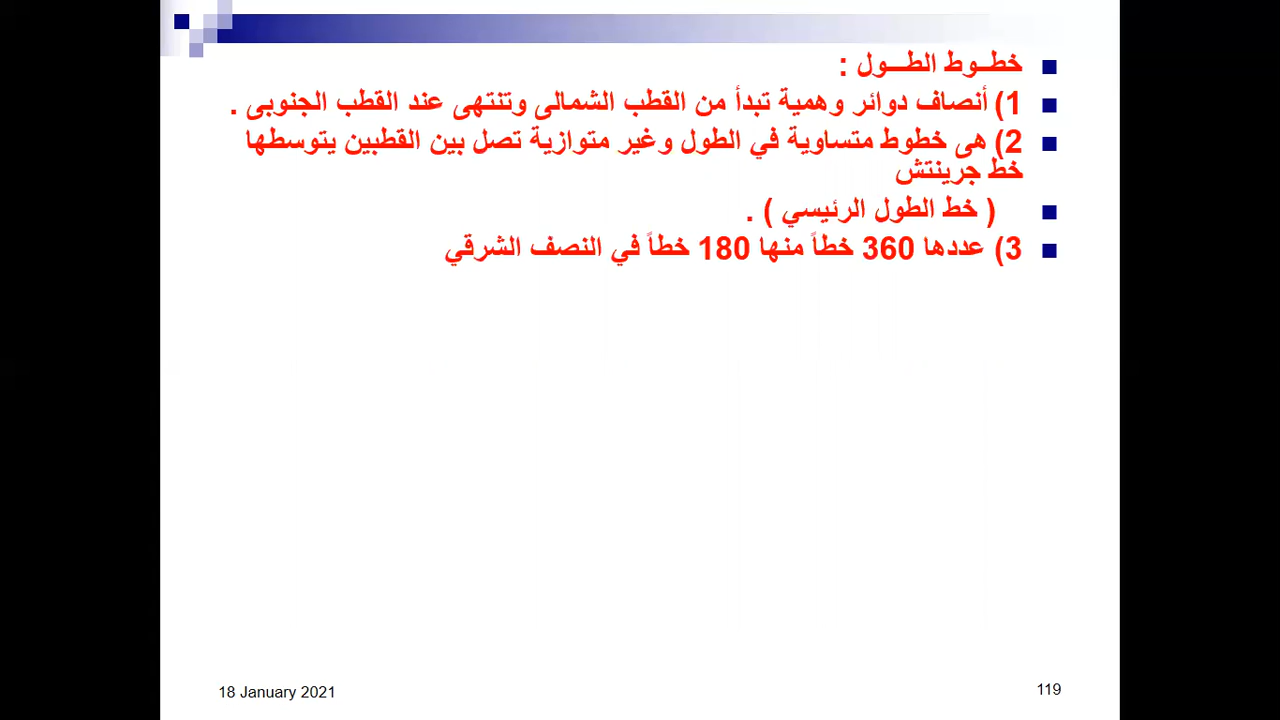 خطــوط الطـــول :
1) أنصاف دوائر وهمية تبدأ من القطب الشمالى وتنتهى عند القطب الجنوبى .
2) هى خطوط متساوية في الطول وغير متوازية تصل بين القطبين يتوسطها
خط جرينتش
( خط الطول الرئيسي ) .
3) عددها 360 خطاً منها 180 خطاً في النصف الشرقي
18 January 2021
119